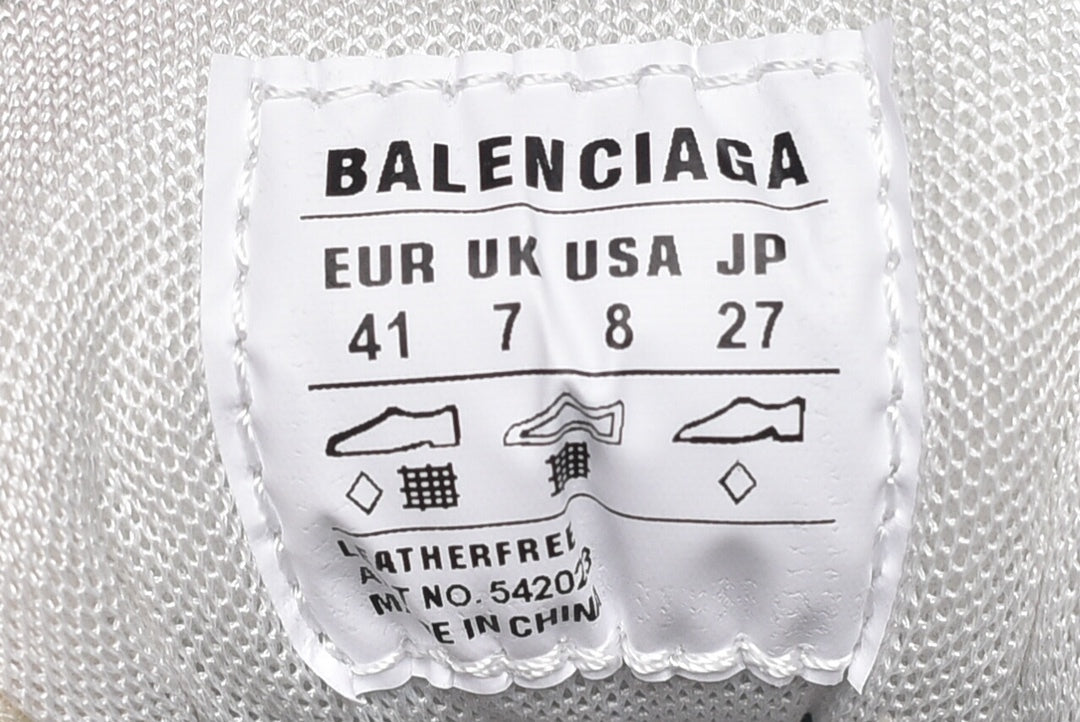 BALENCIAGA
EUR UK USA JP
41 7 8 27
LEATHERFREE
NO. 542023
IN CHINA